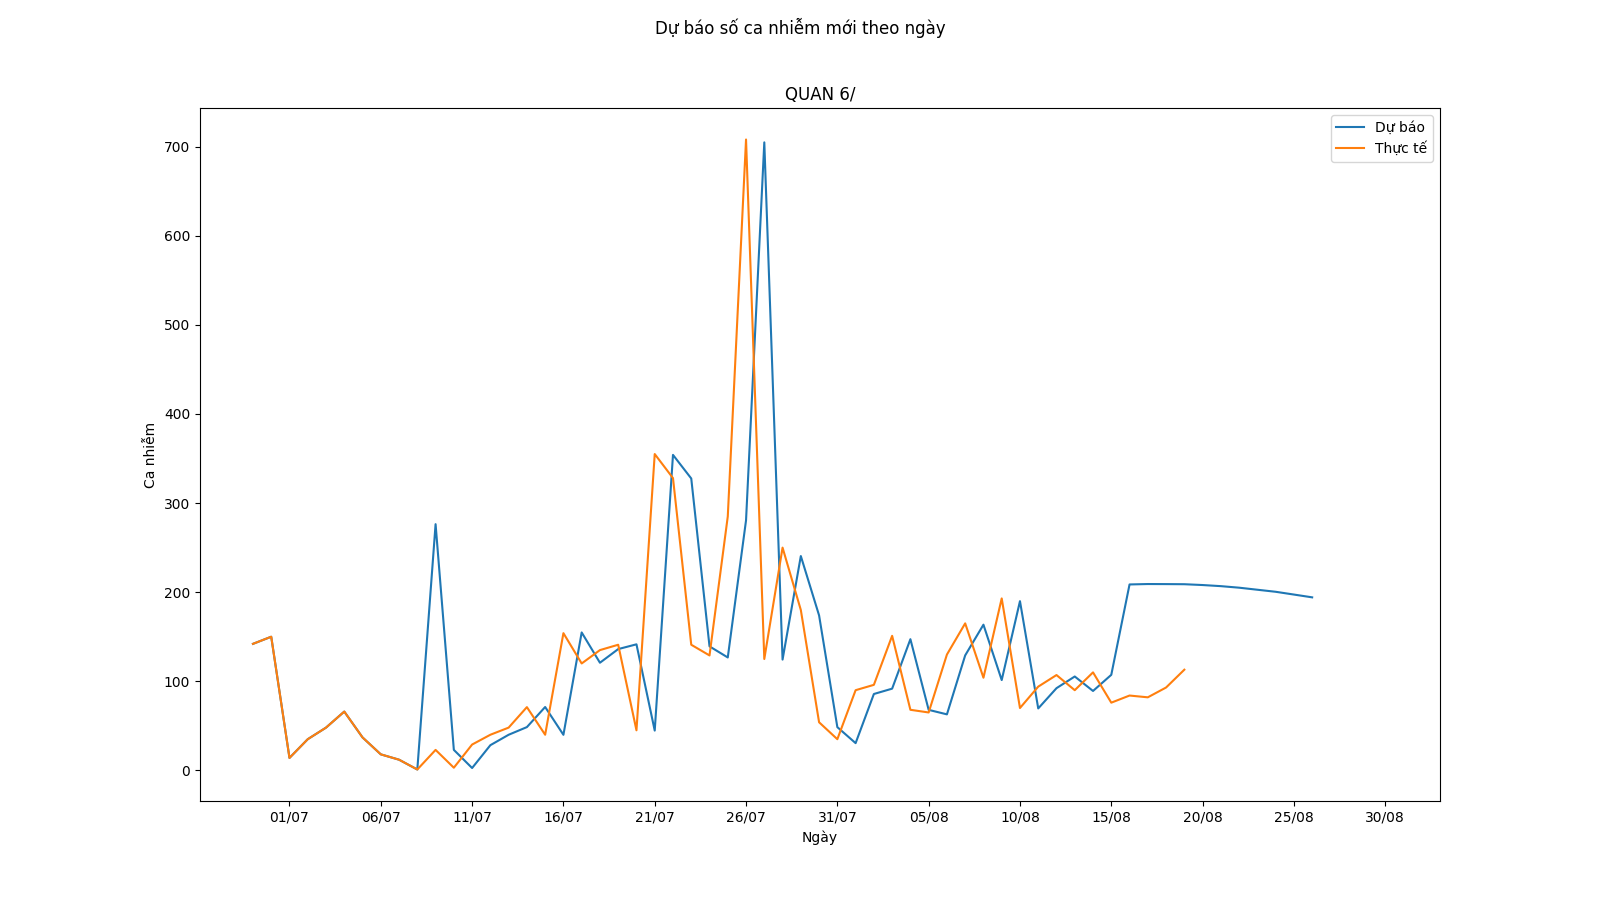 Dự báo số ca nhiễm mới theo ngày
QUAN 6/
Dự báo
Thực tế
700
600
500
400
300
200
100
0
Ca nhiễm
01/07 06/07 11/07 16/07 21/07 26/07 31/07 05/08 10/08 15/08 20/08 25/08 30/08
Ngày